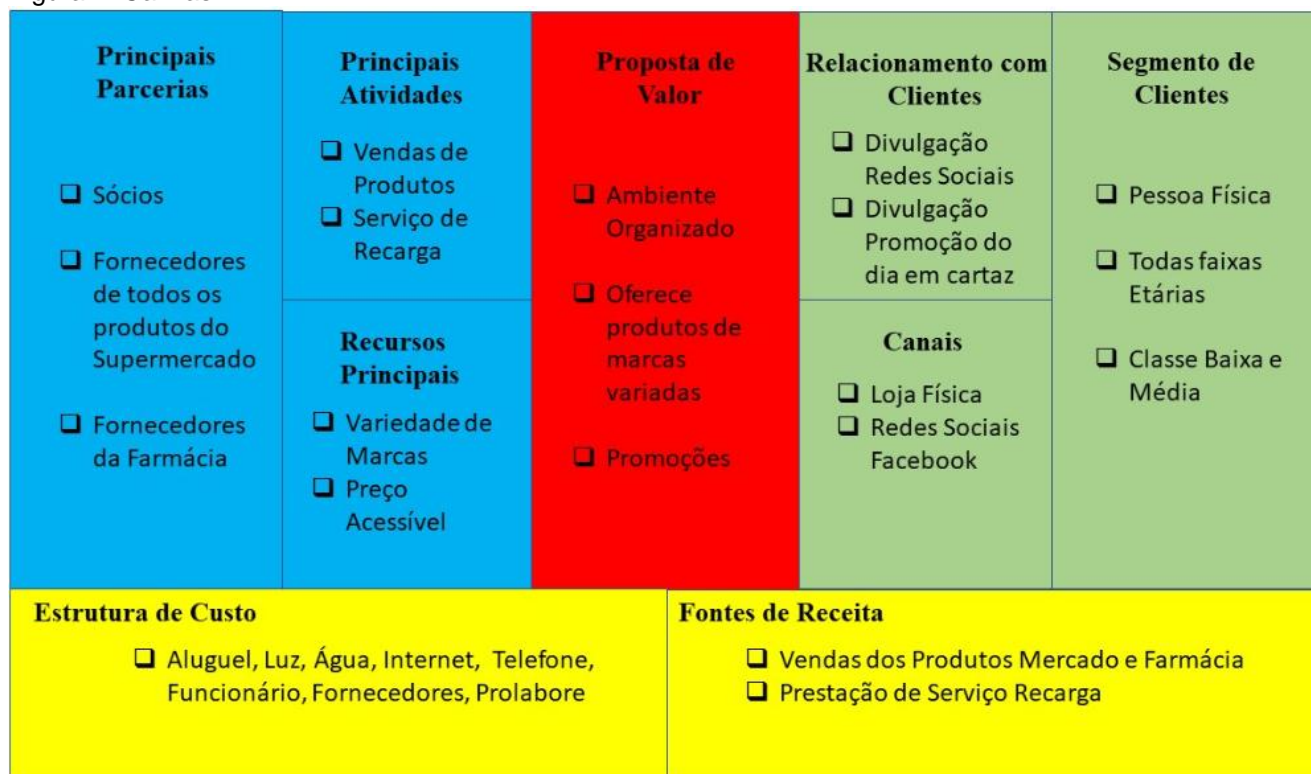 Principais
Parcerias
❑ Sócios
❑ Fornecedores
de todos os
produtos do
Supermercado
❑ Fornecedores
da Farmácia
Principais
Atividades
❑ Vendas de
Produtos
❑ Serviço de
Recarga
Recursos
Principais
❑ Variedade de
Marcas
❑ Preço
Acessível
Proposta de
Valor
❑ Ambiente
Organizado
❑ Oferece
produtos de
marcas
variadas
❑ Promoções
Relacionamento com
Clientes
❑ Divulgação
Redes Sociais
❑ Divulgação
Promoção do
dia em cartaz
Canais
❑ Loja Física
❑ Redes Sociais
Facebook
Segmento de
Clientes
❑ Pessoa Física
❑ Todas faixas
Etárias
❑ Classe Baixa e
Média
Estrutura de Custo
❑ Aluguel, Luz, Água, Internet, Telefone,
Funcionário, Fornecedores, Prolabore
Fontes de Receita
❑ Vendas dos Produtos Mercado e Farmácia
❑ Prestação de Serviço Recarga